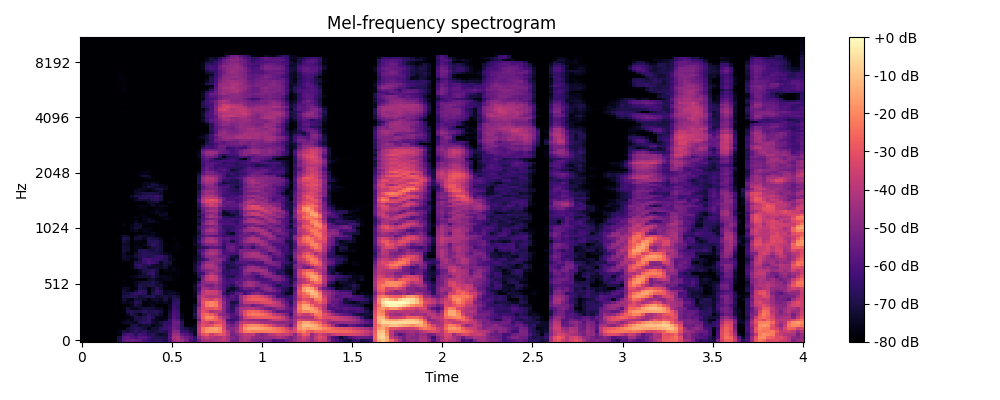 Mel-frequency spectrogram
+0 dB
8192
-10 dB
4096
-20 dB
-30 dB
2048
Hz
-40 dB
1024
-50 dB
512
-60 dB
-70 dB
0
-80 dB
0 0.5 1 1.5 2 2.5 3 3.5 4
Time